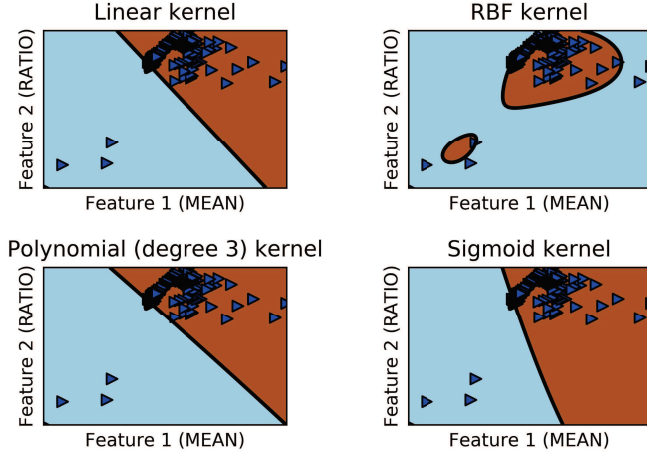 Linear kernel
RBF kernel
Feature 2 (RATIO)
Feature 1 (MEAN)
Feature 2 (RATIO)
Feature 1 (MEAN)
Polynomial (degree 3) kernel
Sigmoid kernel
Feature 2 (RATIO)
Feature 1 (MEAN)
Feature 2 (RATIO)
Feature 1 (MEAN)